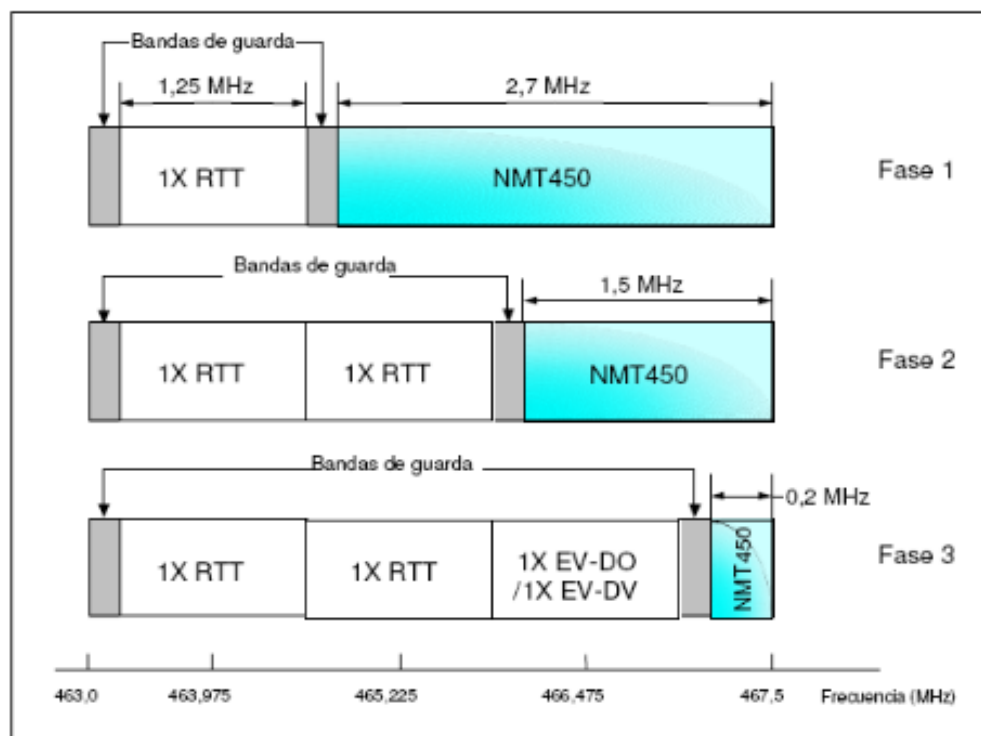 Bandas de guarda
1,25 MHz
2,7 MHz
1X RTT
NMT450
Fase 1
Bandas de guarda
1,5 MHz
1X RTT
1X RTT
NMT450
Fase 2
Bandas de guarda
0,2 MHz
1X RTT
1X RTT
1X EV-DO
/1X EV-DV
NMT450
Fase 3
463,0
463,975
465,225
466,475
467,5
Frecuencia (MHz)